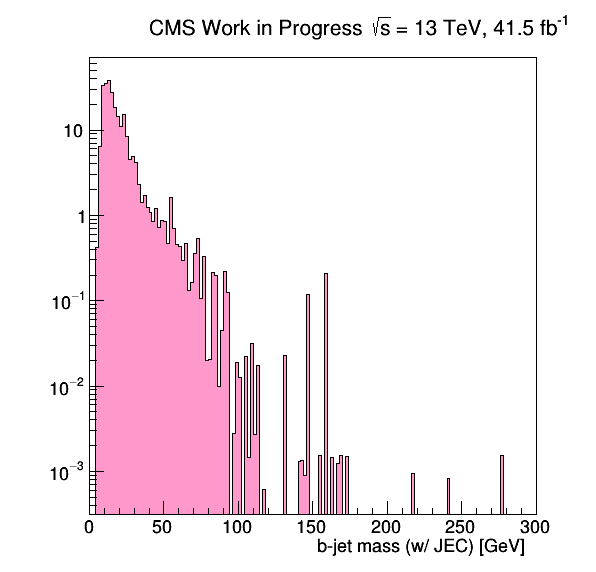 CMS Work in Progress √s = 13 TeV, 41.5 fb⁻¹
10
1
10⁻¹
10⁻²
10⁻³
0 50 100 150 200 250 300
b-jet mass (w/ JEC) [GeV]